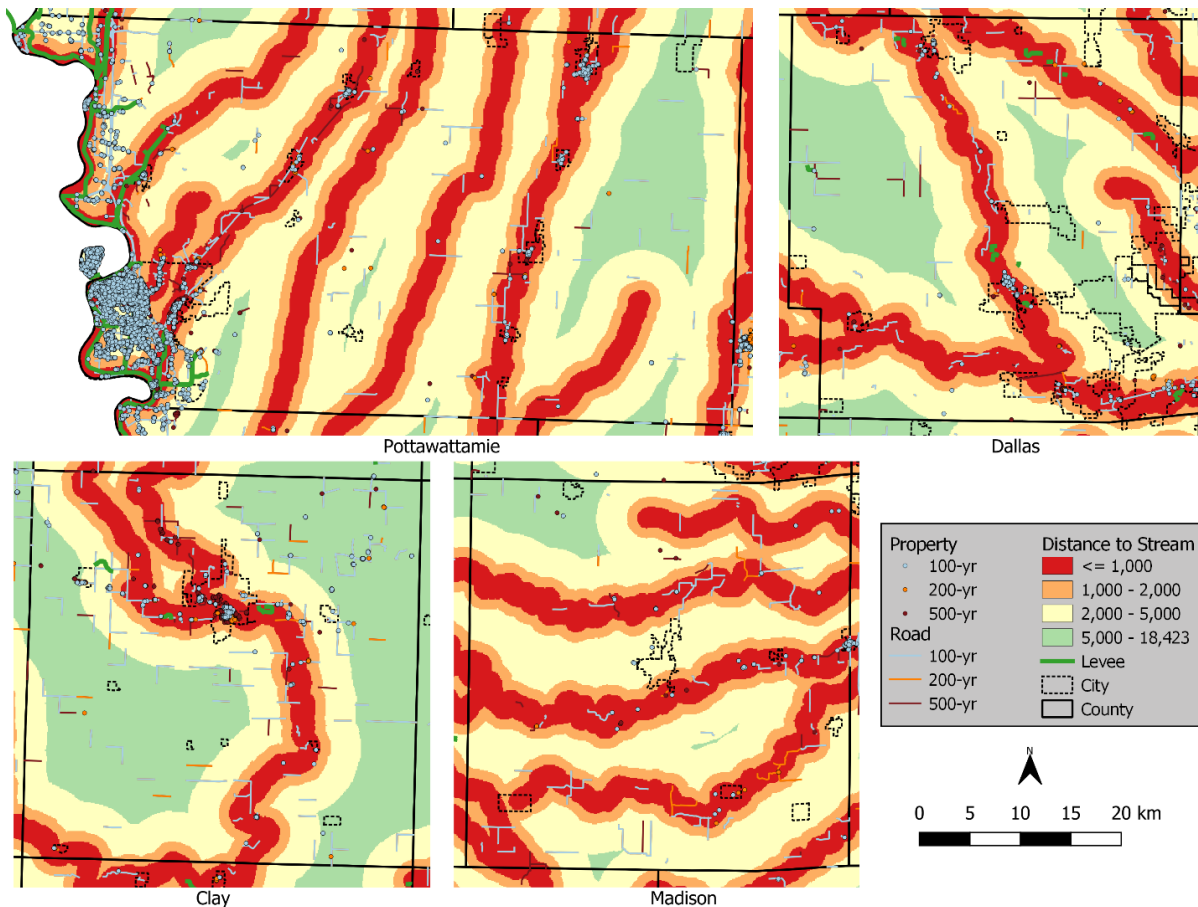 Pottawattamie
Dallas
Clay
Madison
Property
100-yr
200-yr
500-yr
Road
100-yr
200-yr
500-yr
Distance to Stream
<= 1,000
1,000 - 2,000
2,000 - 5,000
5,000 - 18,423
Levee
City
County
N
0 5 10 15 20 km